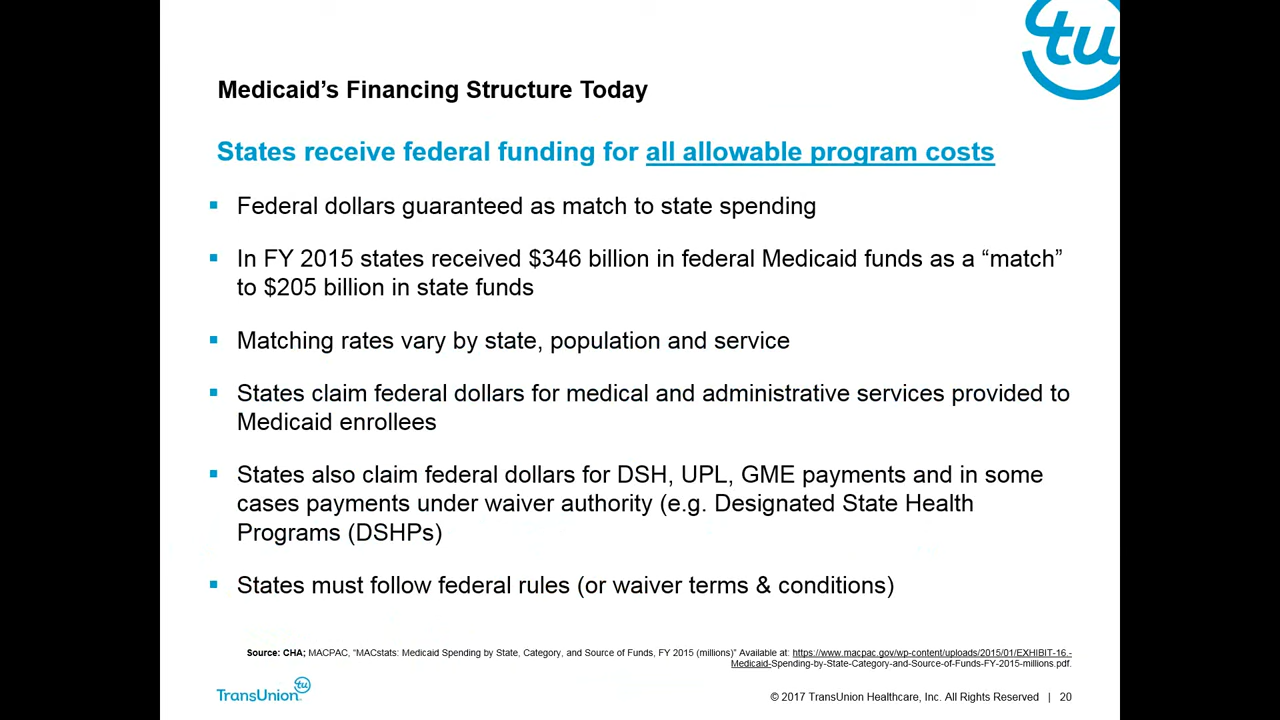 tu
Medicaid’s Financing Structure Today
States receive federal funding for all allowable program costs
▪ Federal dollars guaranteed as match to state spending
▪ In FY 2015 states received $346 billion in federal Medicaid funds as a “match”
to $205 billion in state funds
▪ Matching rates vary by state, population and service
▪ States claim federal dollars for medical and administrative services provided to
Medicaid enrollees
▪ States also claim federal dollars for DSH, UPL, GME payments and in some
cases payments under waiver authority (e.g. Designated State Health
Programs (DSHPs)
▪ States must follow federal rules (or waiver terms & conditions)
Source: CHA; MACPAC, “MACstats: Medicaid Spending by State, Category, and Source of Funds, FY 2015 (millions)” Available at: https://www.macpac.gov/wp-content/uploads/2015/01/EXHIBIT-16.-
Medicaid-Spending-by-State-Category-and-Source-of-Funds-FY-2015-millions.pdf.
TransUnion tu
© 2017 TransUnion Healthcare, Inc. All Rights Reserved | 20